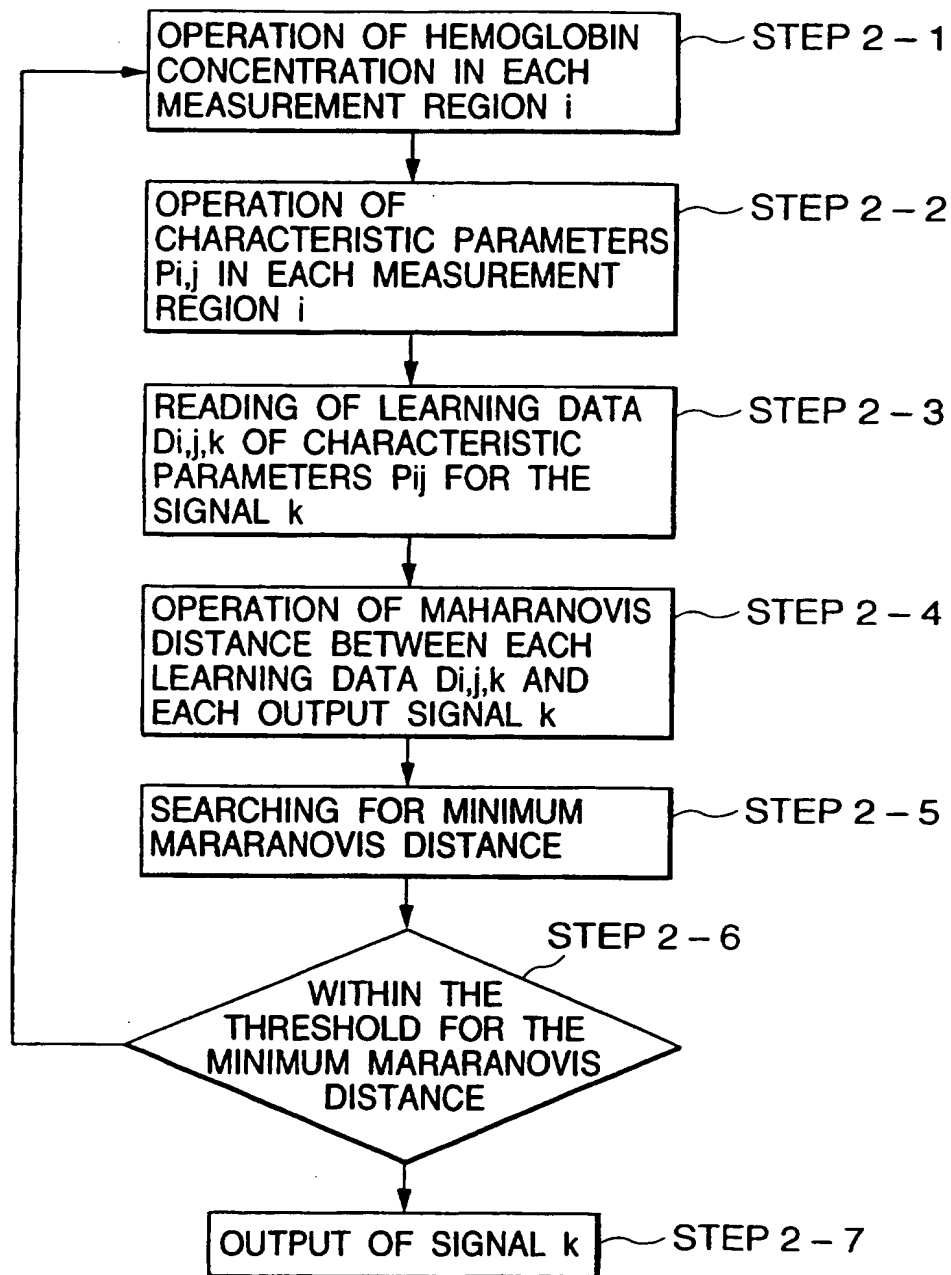 OPERATION OF HEMOGLOBIN
CONCENTRATION IN EACH
MEASUREMENT REGION i
STEP 2-1
OPERATION OF
CHARACTERISTIC PARAMETERS
Pi,j IN EACH MEASUREMENT
REGION i
STEP 2-2
READING OF LEARNING DATA
Di,j,k OF CHARACTERISTIC
PARAMETERS Pij FOR THE
SIGNAL k
STEP 2-3
OPERATION OF MAHARANOVIS
DISTANCE BETWEEN EACH
LEARNING DATA Di,j,k AND
EACH OUTPUT SIGNAL k
STEP 2-4
SEARCHING FOR MINIMUM
MARARANOVIS DISTANCE
STEP 2-5
STEP 2-6
WITHIN THE
THRESHOLD FOR THE
MINIMUM MARARANOVIS
DISTANCE
OUTPUT OF SIGNAL k
STEP 2-7